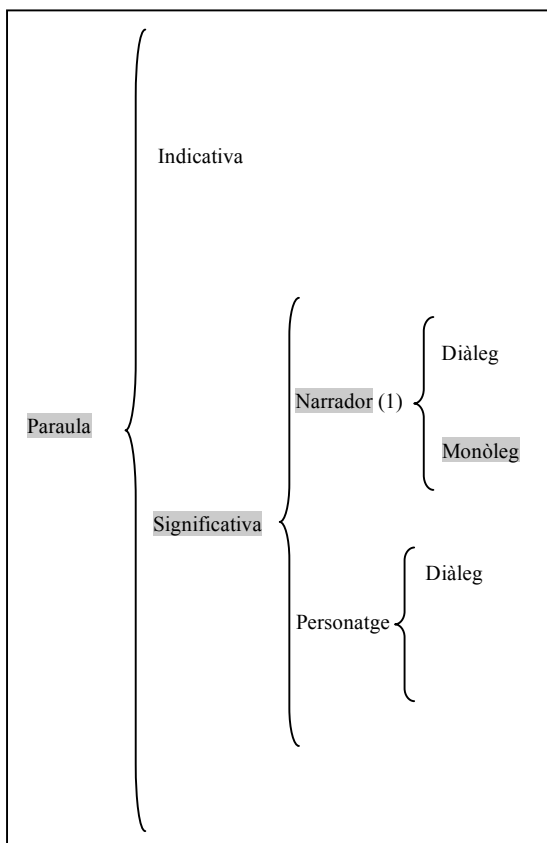 Indicativa
Diàleg
Narrador (1)
Paraula
Monòleg
Significativa
Diàleg
Personatge